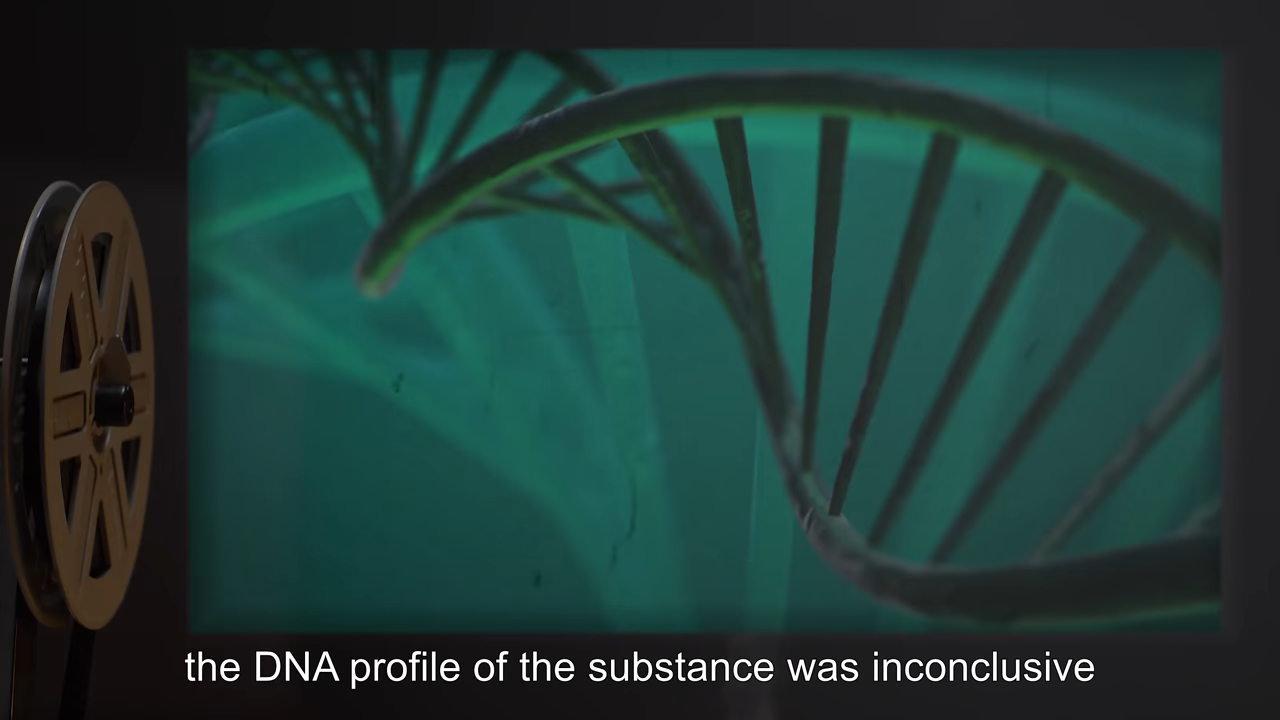 the DNA profile of the substance was inconclusive